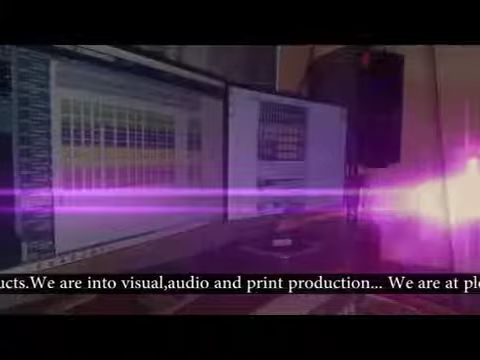 ucts.We are into visual,audio and print production... We are at pl